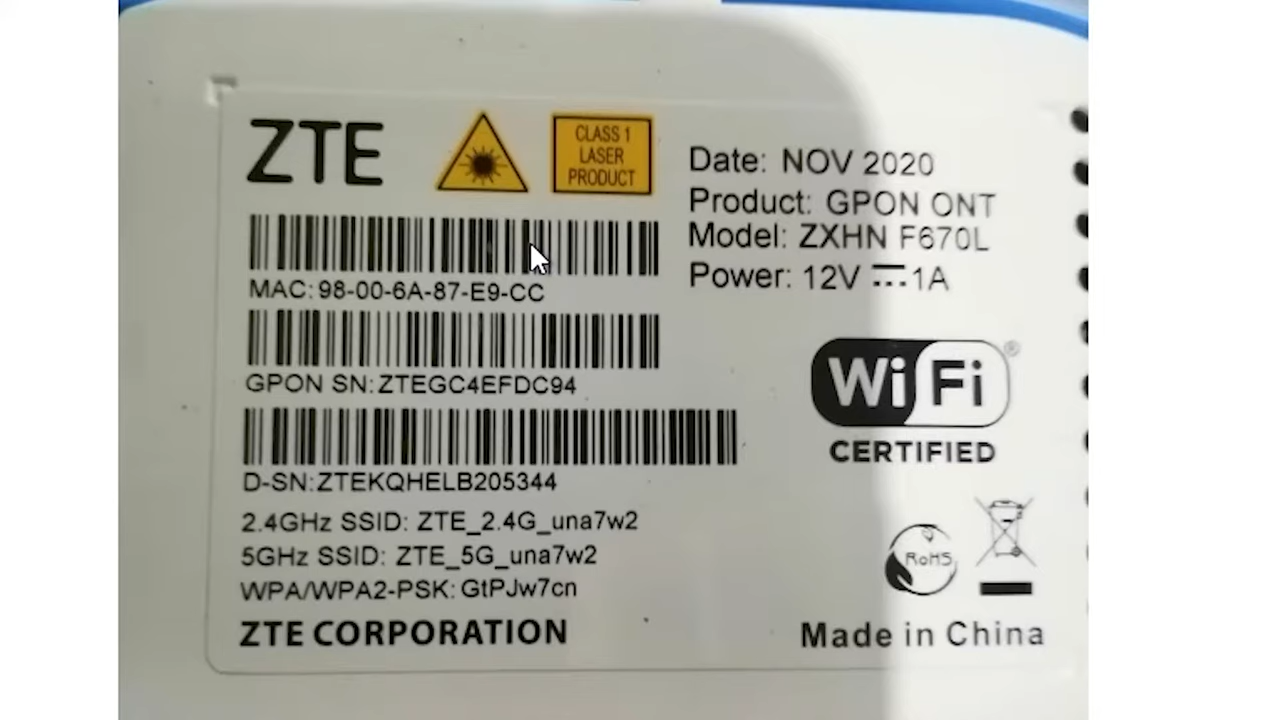 ZTE
CLASS 1
LASER
PRODUCT
Date: NOV 2020
Product: GPON ONT
Model: ZXHN F670L
Power: 12V ⎓ 1A
MAC: 98-00-6A-87-E9-CC
GPON SN: ZTEGC4EFDC94
D-SN: ZTEKQHELB205344
2.4GHz SSID: ZTE_2.4G_una7w2
5GHz SSID: ZTE_5G_una7w2
WPA/WPA2-PSK: GtPJw7cn
ZTE CORPORATION
Wi Fi ®
CERTIFIED
RoHS
Made in China